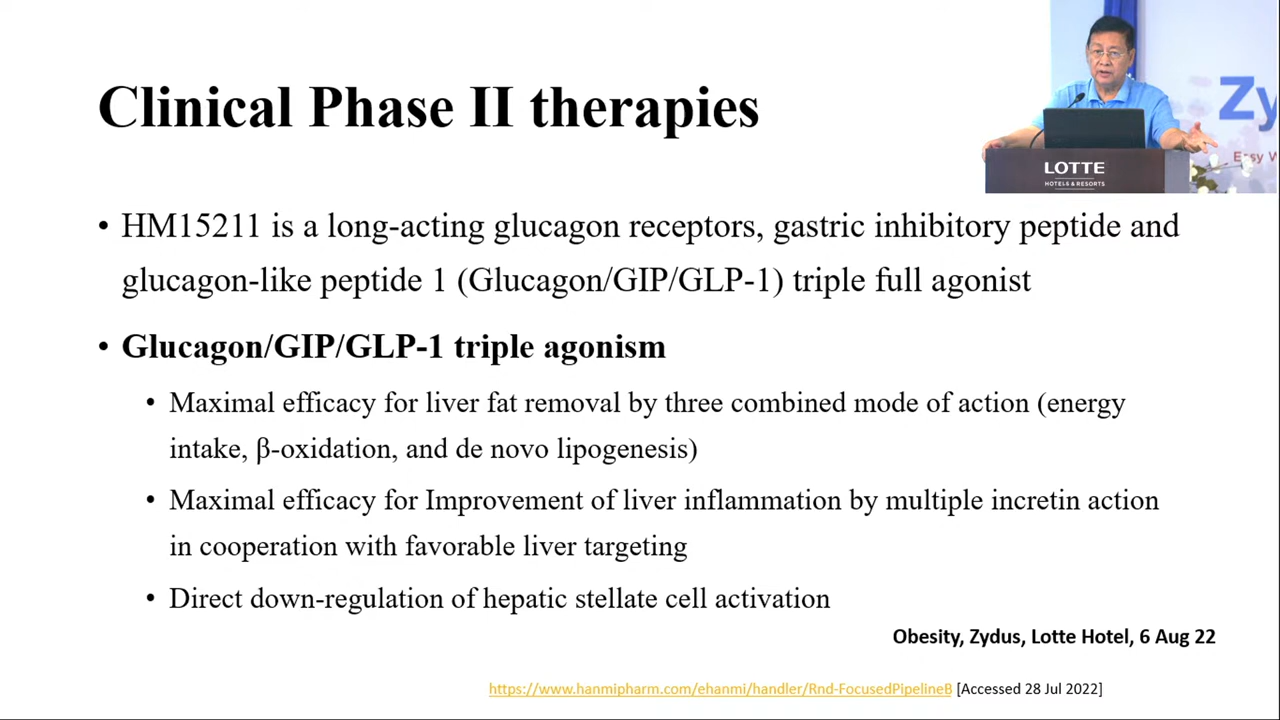 Clinical Phase II therapies
Zy
Easy W
LOTTE
HOTELS & RESORTS
• HM15211 is a long-acting glucagon receptors, gastric inhibitory peptide and
glucagon-like peptide 1 (Glucagon/GIP/GLP-1) triple full agonist
• Glucagon/GIP/GLP-1 triple agonism
• Maximal efficacy for liver fat removal by three combined mode of action (energy
intake, β-oxidation, and de novo lipogenesis)
• Maximal efficacy for Improvement of liver inflammation by multiple incretin action
in cooperation with favorable liver targeting
• Direct down-regulation of hepatic stellate cell activation
Obesity, Zydus, Lotte Hotel, 6 Aug 22
https://www.hanmipharm.com/ehanmi/handler/Rnd-FocusedPipelineB [Accessed 28 Jul 2022]